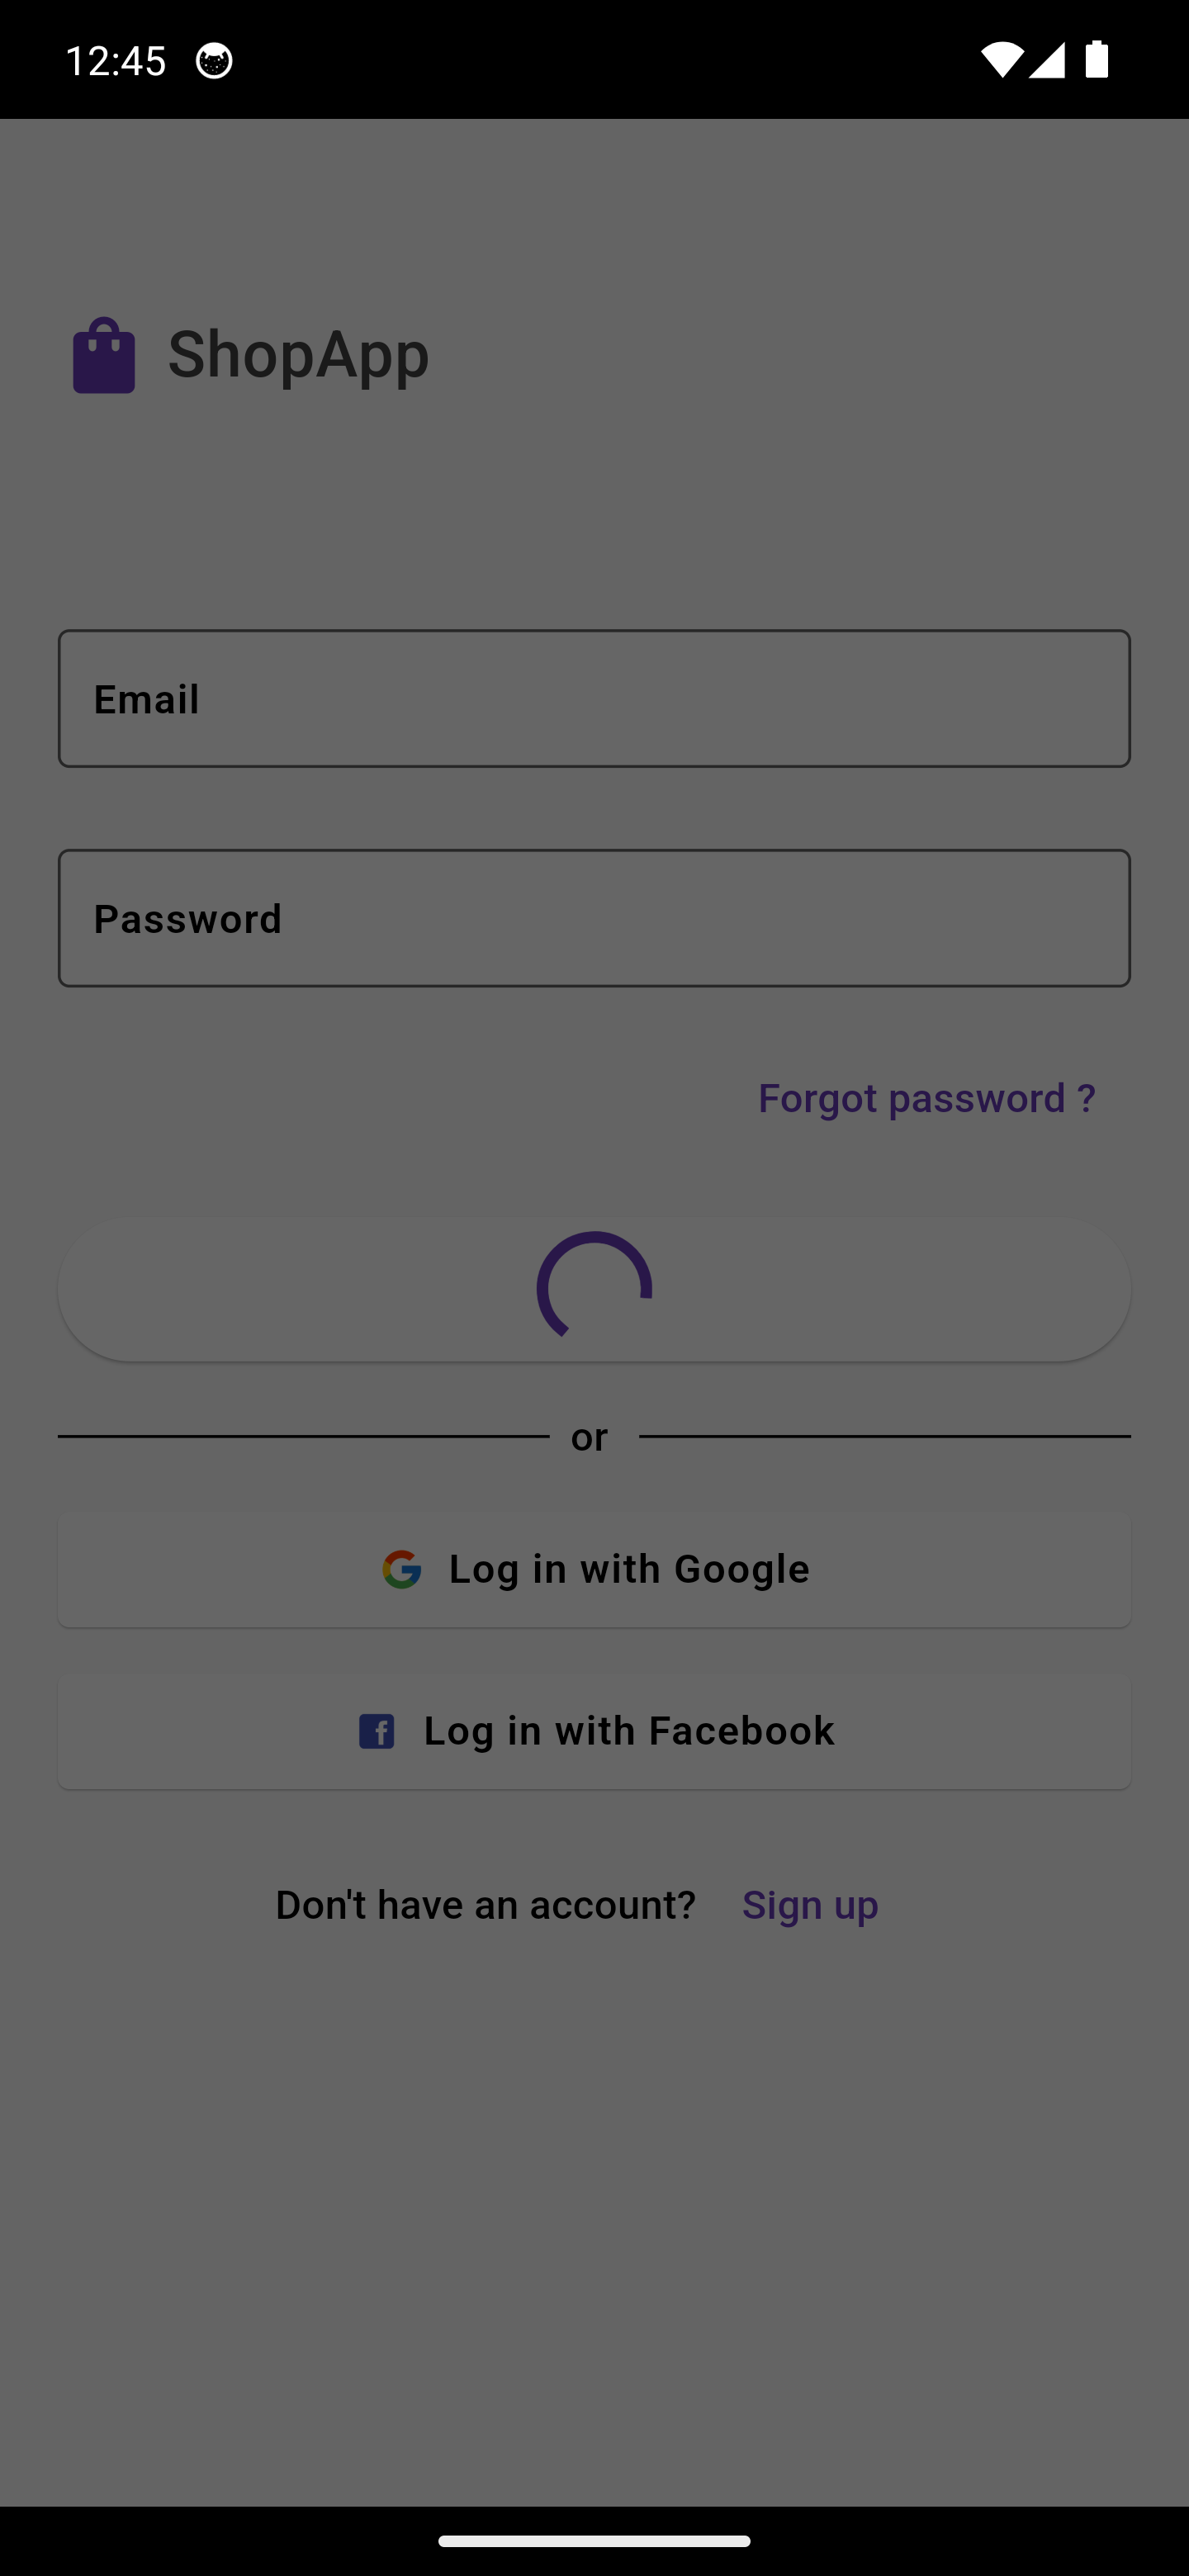 12:45
ShopApp
Email
Password
Forgot password ?
or
Log in with Google
Log in with Facebook
Don't have an account? Sign up